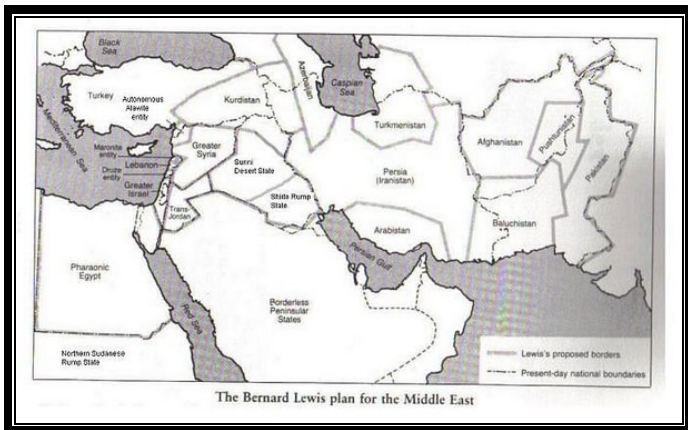 Black
Sea
Turkey
Autonomous
Alawite
entity
Kurdistan
Azerbaijan
Caspian
Sea
Turkmenistan
Mediterranean Sea
Maronite
entity
Lebanon
Druze
entity
Greater
Israel
Greater
Syria
Sunni
Desert State
Trans-
Jordan
Shiite Rump
State
Persia
(Iranistan)
Afghanistan
Pushtunistan
Pakistan
Baluchistan
Arabistan
Persian Gulf
Pharaonic
Egypt
Red Sea
Borderless
Peninsular
States
Northern Sudanese
Rump State
Lewis's proposed borders
Present-day national boundaries
The Bernard Lewis plan for the Middle East